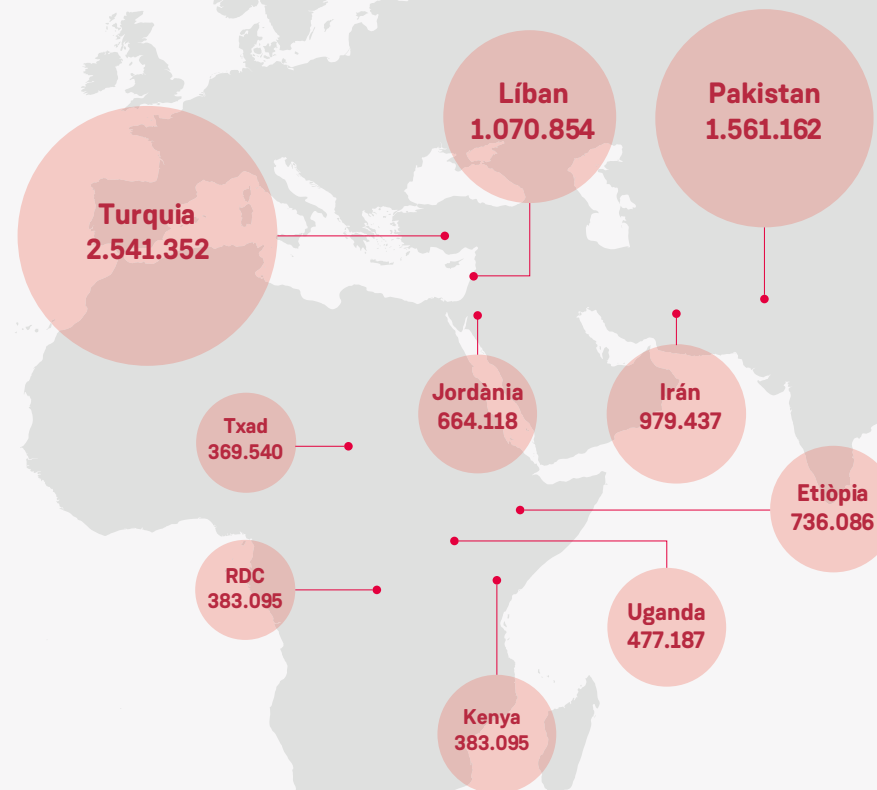 Líban
1.070.854
Pakistan
1.561.162
Turquia
2.541.352
Jordània
664.118
Irán
979.437
Txad
369.540
Etiòpia
736.086
RDC
383.095
Uganda
477.187
Kenya
383.095